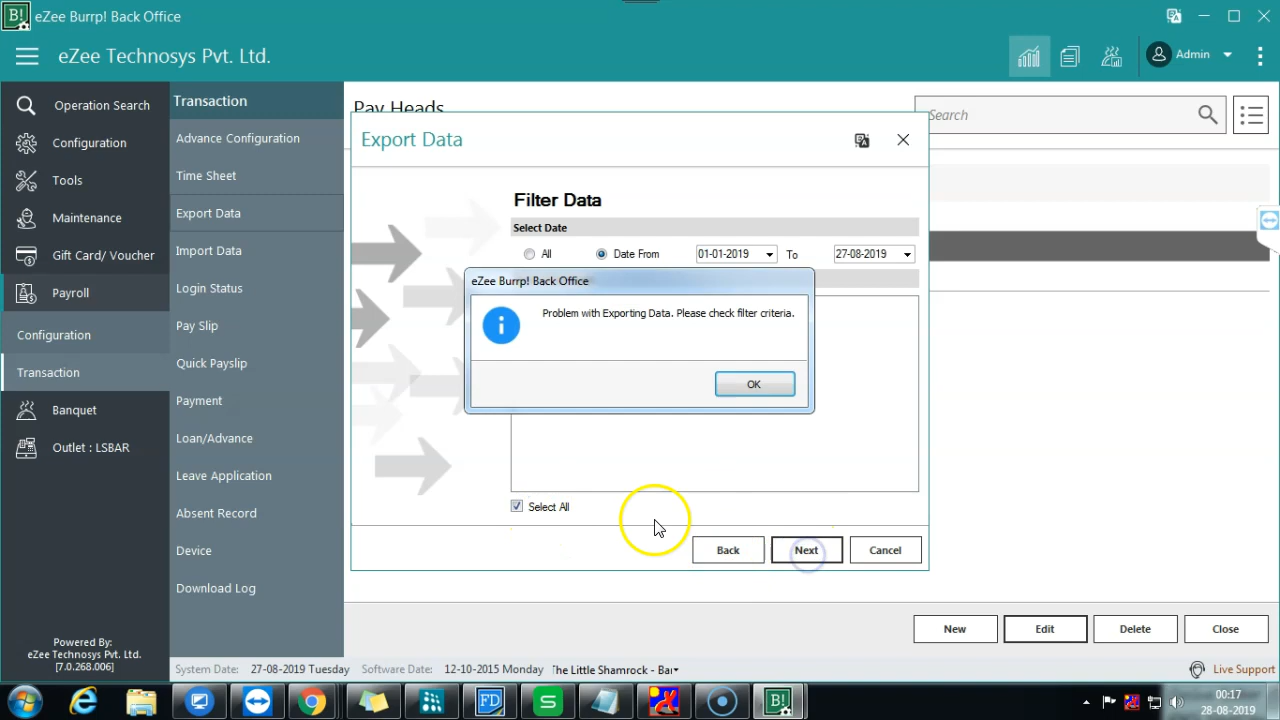 B! eZee Burrp! Back Office
eZee Technosys Pvt. Ltd.
Admin
Operation Search
Configuration
Tools
Maintenance
Gift Card/ Voucher
Payroll
Configuration
Transaction
Banquet
Outlet : LSBAR
Powered By:
eZee Technosys Pvt. Ltd.
[7.0.268.006]
Transaction
Advance Configuration
Time Sheet
Export Data
Import Data
Login Status
Pay Slip
Quick Payslip
Payment
Loan/Advance
Leave Application
Absent Record
Device
Download Log
Pay Heads
Search
Export Data
Filter Data
Select Date
All Date From 01-01-2019 To 27-08-2019
eZee Burrp! Back Office
Problem with Exporting Data. Please check filter criteria.
OK
Select All
Back Next Cancel
New Edit Delete Close
System Date: 27-08-2019 Tuesday Software Date: 12-10-2015 Monday
Live Support
FD S B!
00:17
28-08-2019